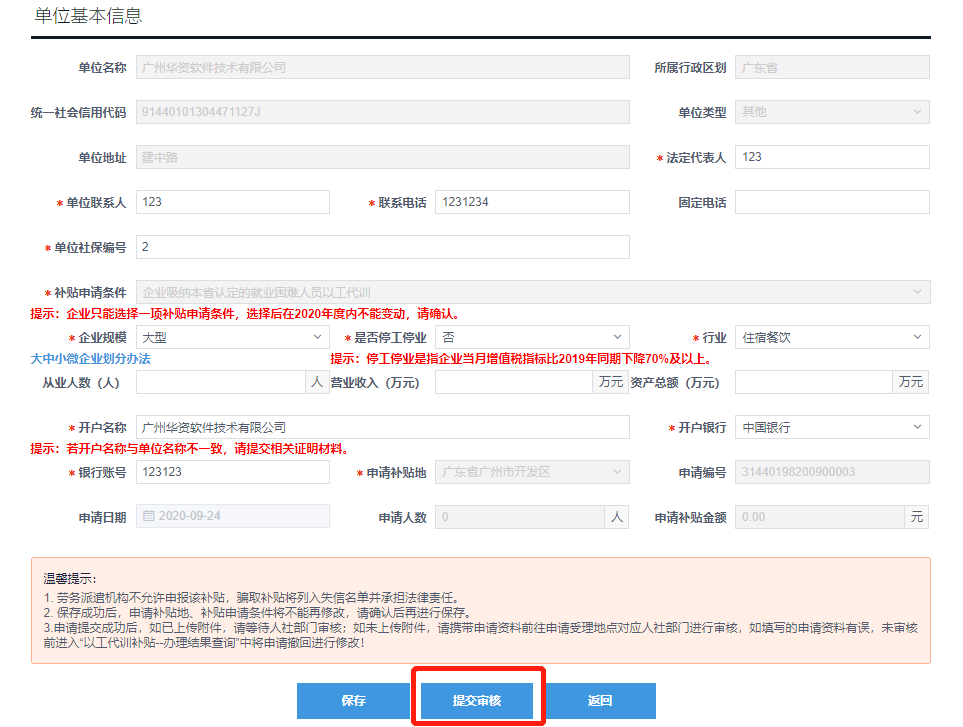 单位基本信息
单位名称 广州华资软件技术有限公司 所属行政区划 广东省
统一社会信用代码 91440101304471127J 单位类型 其他
单位地址 建中路 * 法定代表人 123
* 单位联系人 123 * 联系电话 1231234 固定电话
* 单位社保编号 2
* 补贴申请条件 企业吸纳本省认定的就业困难人员以工代训
提示：企业只能选择一项补贴申请条件，选择后在2020年度内不能变动，请确认。
* 企业规模 大型 * 是否停工停业 否 * 行业 住宿餐饮
大中小微企业划分办法 提示：停工停业是指企业当月增值税指标比2019年同期下降70%及以上。
从业人数（人） 人 营业收入（万元） 万元 资产总额（万元） 万元
* 开户名称 广州华资软件技术有限公司 * 开户银行 中国银行
提示：若开户名称与单位名称不一致，请提交相关证明材料。
* 银行账号 123123 * 申请补贴地 广东省广州市开发区 申请编号 31440198200900003
申请日期 2020-09-24 申请人数 0 人 申请补贴金额 0.00 元
温馨提示：
1. 劳务派遣机构不允许申报该补贴，骗取补贴将列入失信名单并承担法律责任。
2. 保存成功后，申请补贴地、补贴申请条件将不能再修改，请确认后再进行保存。
3.申请提交成功后，如已上传附件，请等待人社部门审核；如未上传附件，请携带申请资料前往申请受理地点对应人社部门进行审核，如填写的申请资料有误，未审核
前进入“以工代训补贴--办理结果查询”中将申请撤回进行修改！
保存 提交审核 返回